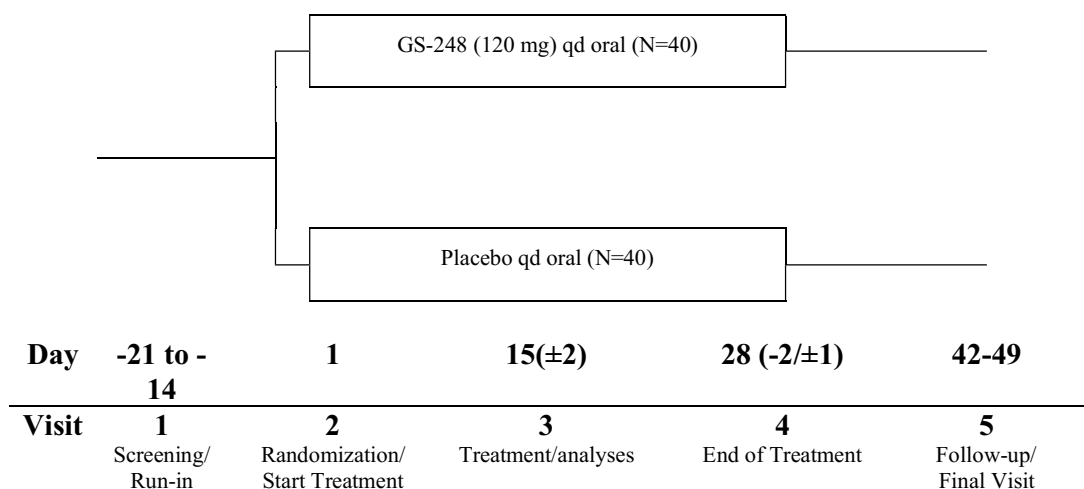 GS-248 (120 mg) qd oral (N=40)
Placebo qd oral (N=40)
Day -21 to - 1 15(±2) 28 (-2/±1) 42-49
14
Visit 1 2 3 4 5
Screening/ Randomization/ Treatment/analyses End of Treatment Follow-up/
Run-in Start Treatment Final Visit